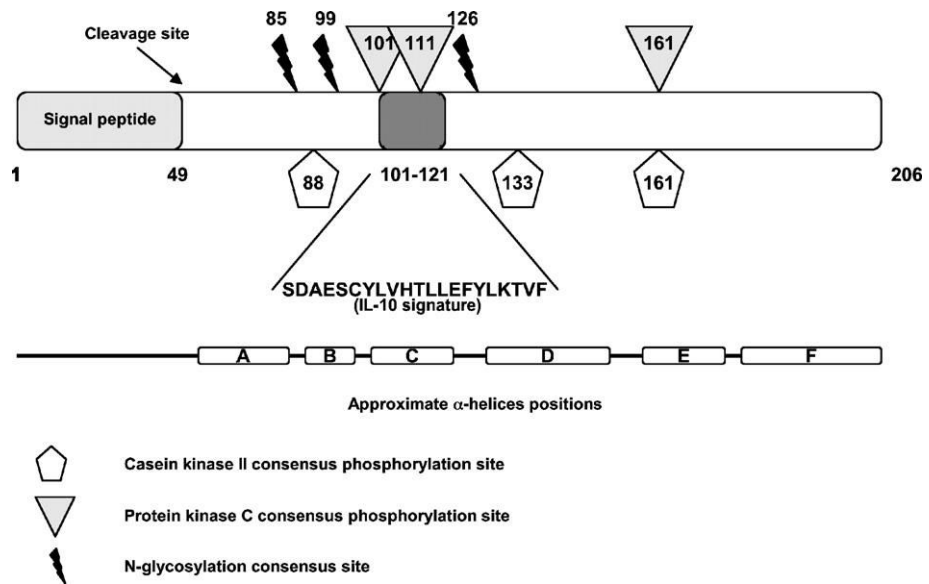 85 99 126
101 111 161
Cleavage site
Signal peptide
1 49 88 101-121 133 161 206
SDAESCYLVHTLLEFYLKTVF
(IL-10 signature)
A B C D E F
Approximate α-helices positions
Casein kinase II consensus phosphorylation site
Protein kinase C consensus phosphorylation site
N-glycosylation consensus site